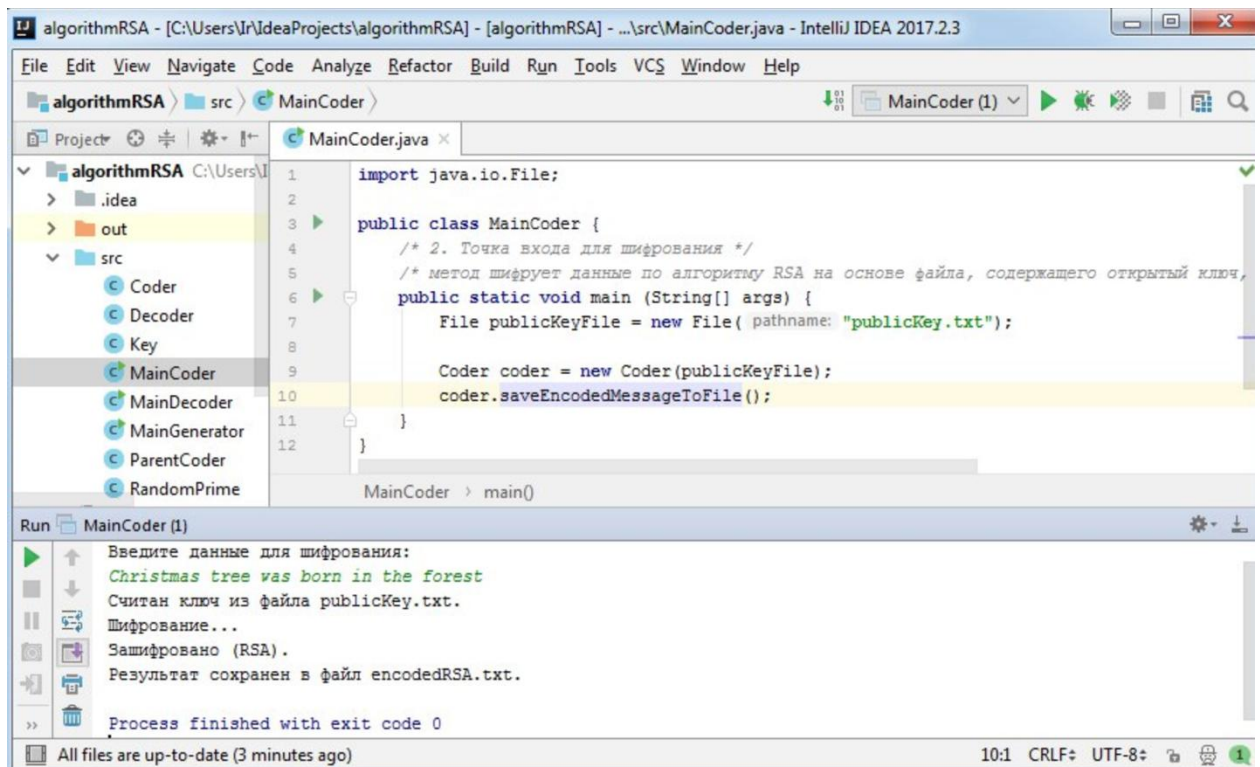 algorithmRSA - [C:\Users\Ir\IdeaProjects\algorithmRSA] - [algorithmRSA] - ...\src\MainCoder.java - IntelliJ IDEA 2017.2.3
File Edit View Navigate Code Analyze Refactor Build Run Tools VCS Window Help
algorithmRSA src MainCoder MainCoder (1)
Project MainCoder.java
algorithmRSA C:\Users\I
.idea
out
src
Coder
Decoder
Key
MainCoder
MainDecoder
MainGenerator
ParentCoder
RandomPrime
1 import java.io.File;
2
3 public class MainCoder {
4 /* 2. Точка входа для шифрования */
5 /* метод шифрует данные по алгоритму RSA на основе файла, содержащего открытый ключ,
6 public static void main (String[] args) {
7 File publicKeyFile = new File( pathname: "publicKey.txt");
8
9 Coder coder = new Coder(publicKeyFile);
10 coder.saveEncodedMessageToFile();
11 }
12 }
MainCoder > main()
Run MainCoder (1)
Введите данные для шифрования:
Christmas tree was born in the forest
Считан ключ из файла publicKey.txt.
Шифрование...
Зашифровано (RSA).
Результат сохранен в файл encodedRSA.txt.
Process finished with exit code 0
All files are up-to-date (3 minutes ago) 10:1 CRLF UTF-8 1